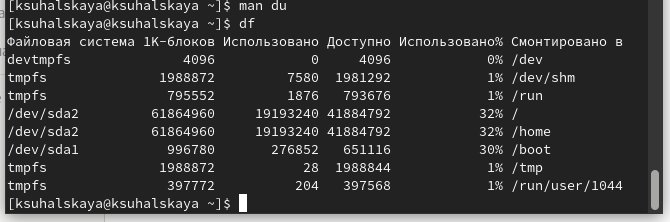 [ksuhalskaya@ksuhalskaya ~]$ man du
[ksuhalskaya@ksuhalskaya ~]$ df
Файловая система 1K-блоков Использовано Доступно Использовано% Смонтировано в
devtmpfs 4096 0 4096 0% /dev
tmpfs 1988872 7580 1981292 1% /dev/shm
tmpfs 795552 1876 793676 1% /run
/dev/sda2 61864960 19193240 41884792 32% /
/dev/sda2 61864960 19193240 41884792 32% /home
/dev/sda1 996780 276852 651116 30% /boot
tmpfs 1988872 28 1988844 1% /tmp
tmpfs 397772 204 397568 1% /run/user/1044
[ksuhalskaya@ksuhalskaya ~]$